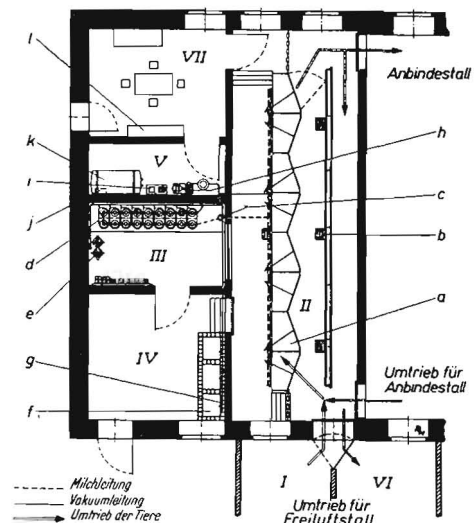 l
VII
Anbindestall
k
V
h
i
c
j
d
b
III
e
II
a
IV
Umtrieb für
Anbindestall
g
f
Milchleitung
I
VI
Vakuumleitung
Umtrieb der Tiere
Umtrieb für
Freiluftstall